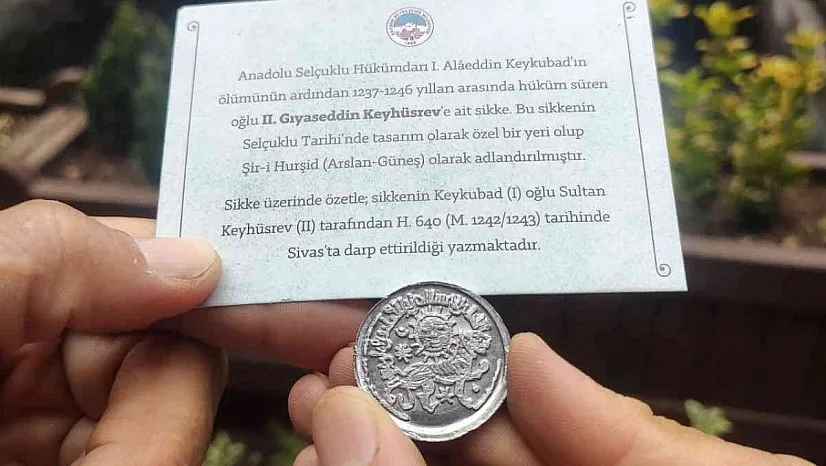 Anadolu Selçuklu Hükümdarı I. Alâeddin Keykubad'ın
ölümünün ardından 1237-1246 yılları arasında hüküm süren
oğlu II. Gıyaseddin Keyhüsrev'e ait sikke. Bu sikkenin
Selçuklu Tarihi'nde tasarım olarak özel bir yeri olup
Şir-i Hurşid (Arslan-Güneş) olarak adlandırılmıştır.
Sikke üzerinde özetle; sikkenin Keykubad (I) oğlu Sultan
Keyhüsrev (II) tarafından H. 640 (M. 1242/1243) tarihinde
Sivas'ta darp ettirildiği yazmaktadır.